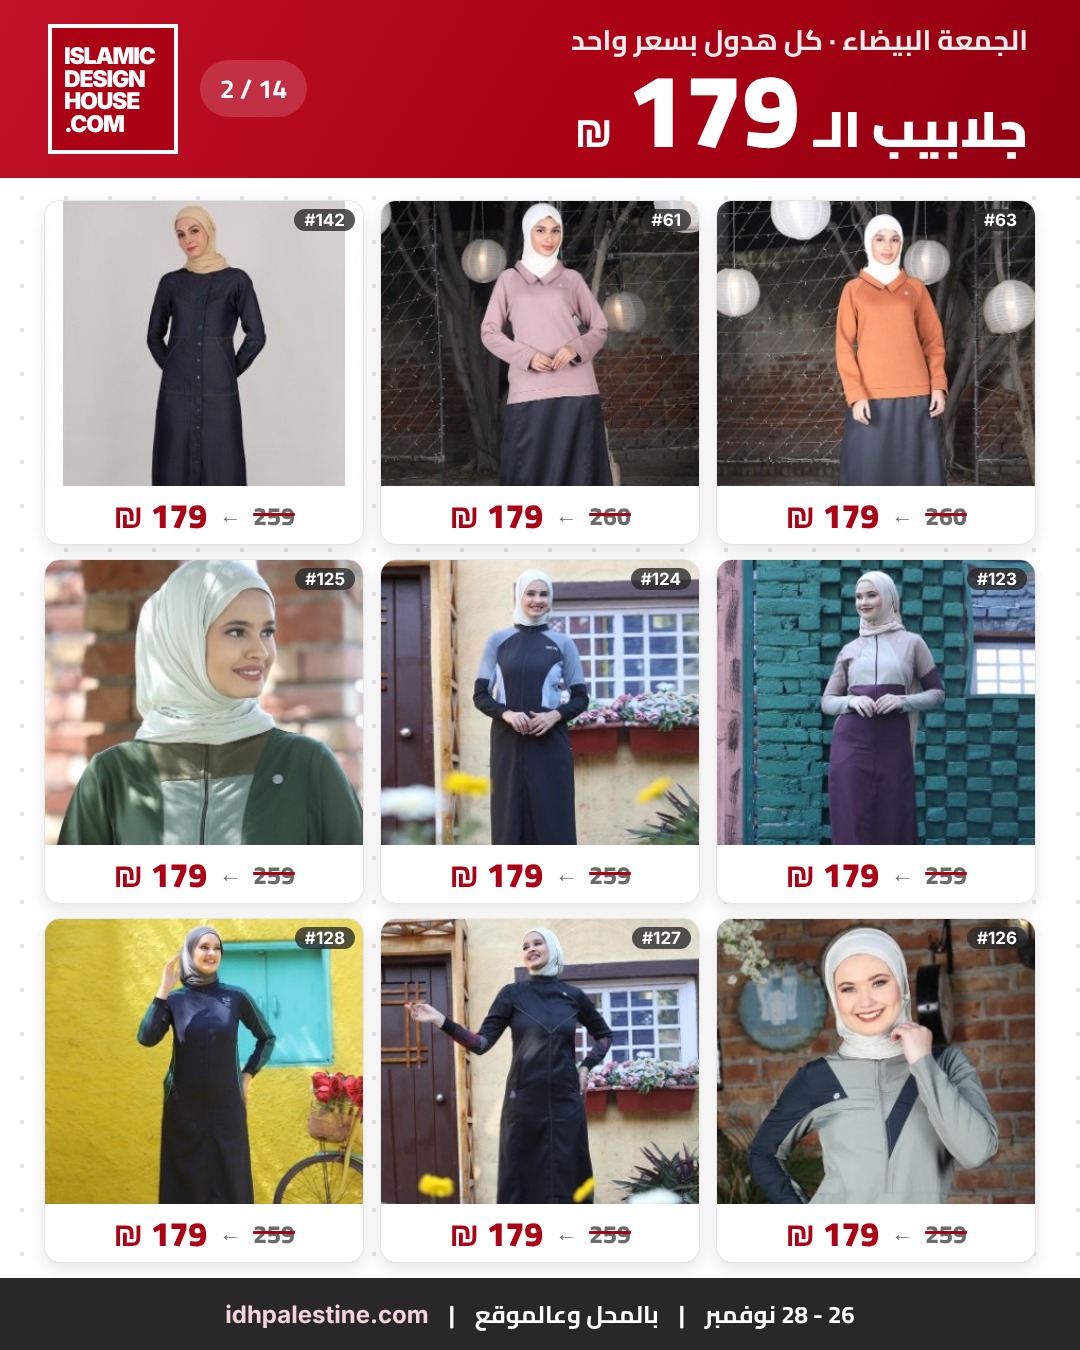 الجمعة البيضاء · كل هدول بسعر واحد
جلابيب الـ 179 ₪
2 / 14
ISLAMIC
DESIGN
HOUSE
.COM
#63
260 ← 179 ₪
#61
260 ← 179 ₪
#142
259 ← 179 ₪
#123
259 ← 179 ₪
#124
259 ← 179 ₪
#125
259 ← 179 ₪
#126
259 ← 179 ₪
#127
259 ← 179 ₪
#128
259 ← 179 ₪
26 - 28 نوفمبر | بالمحل وعالموقع | idhpalestine.com